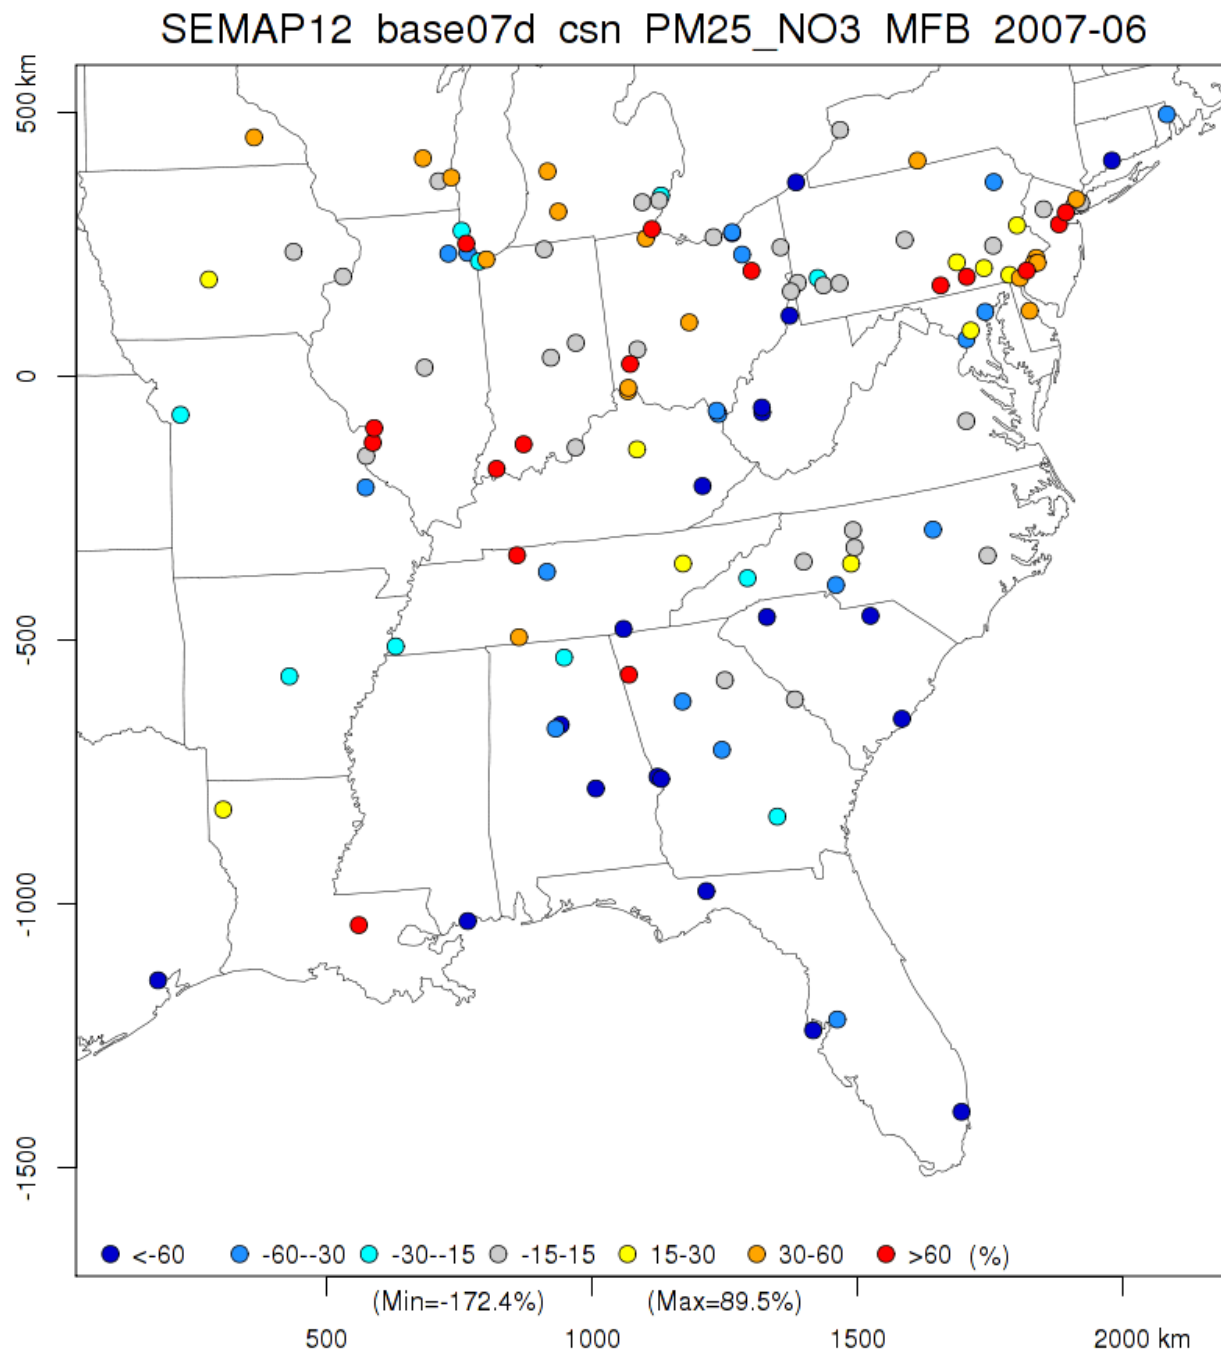 SEMAP12 base07d csn PM25_NO3 MFB 2007-06
500 km
0
-500
-1000
-1500
<-60 -60--30 -30--15 -15-15 15-30 30-60 >60 (%)
(Min=-172.4%) (Max=89.5%)
500 1000 1500 2000 km